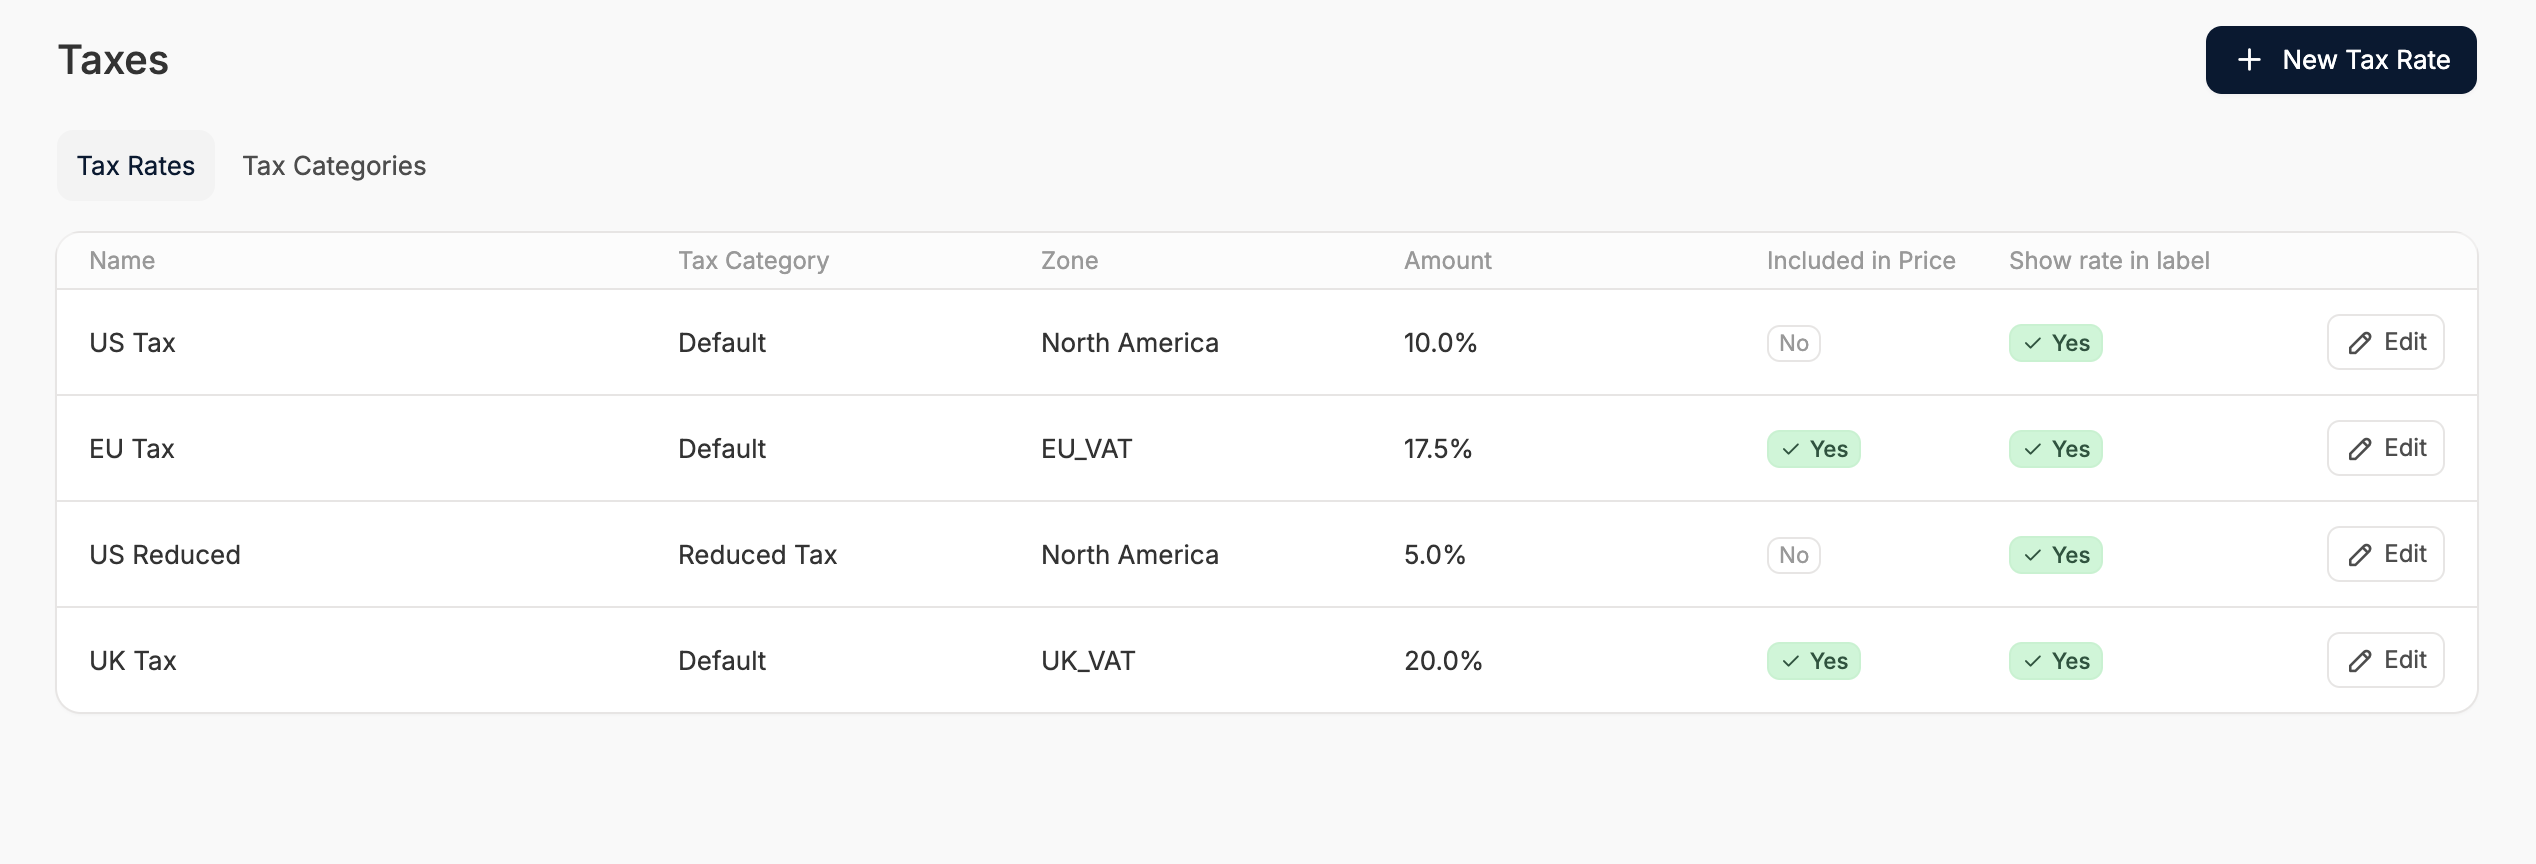 Taxes
New Tax Rate
Tax Rates Tax Categories
Name Tax Category Zone Amount Included in Price Show rate in label
US Tax Default North America 10.0% No Yes Edit
EU Tax Default EU_VAT 17.5% Yes Yes Edit
US Reduced Reduced Tax North America 5.0% No Yes Edit
UK Tax Default UK_VAT 20.0% Yes Yes Edit